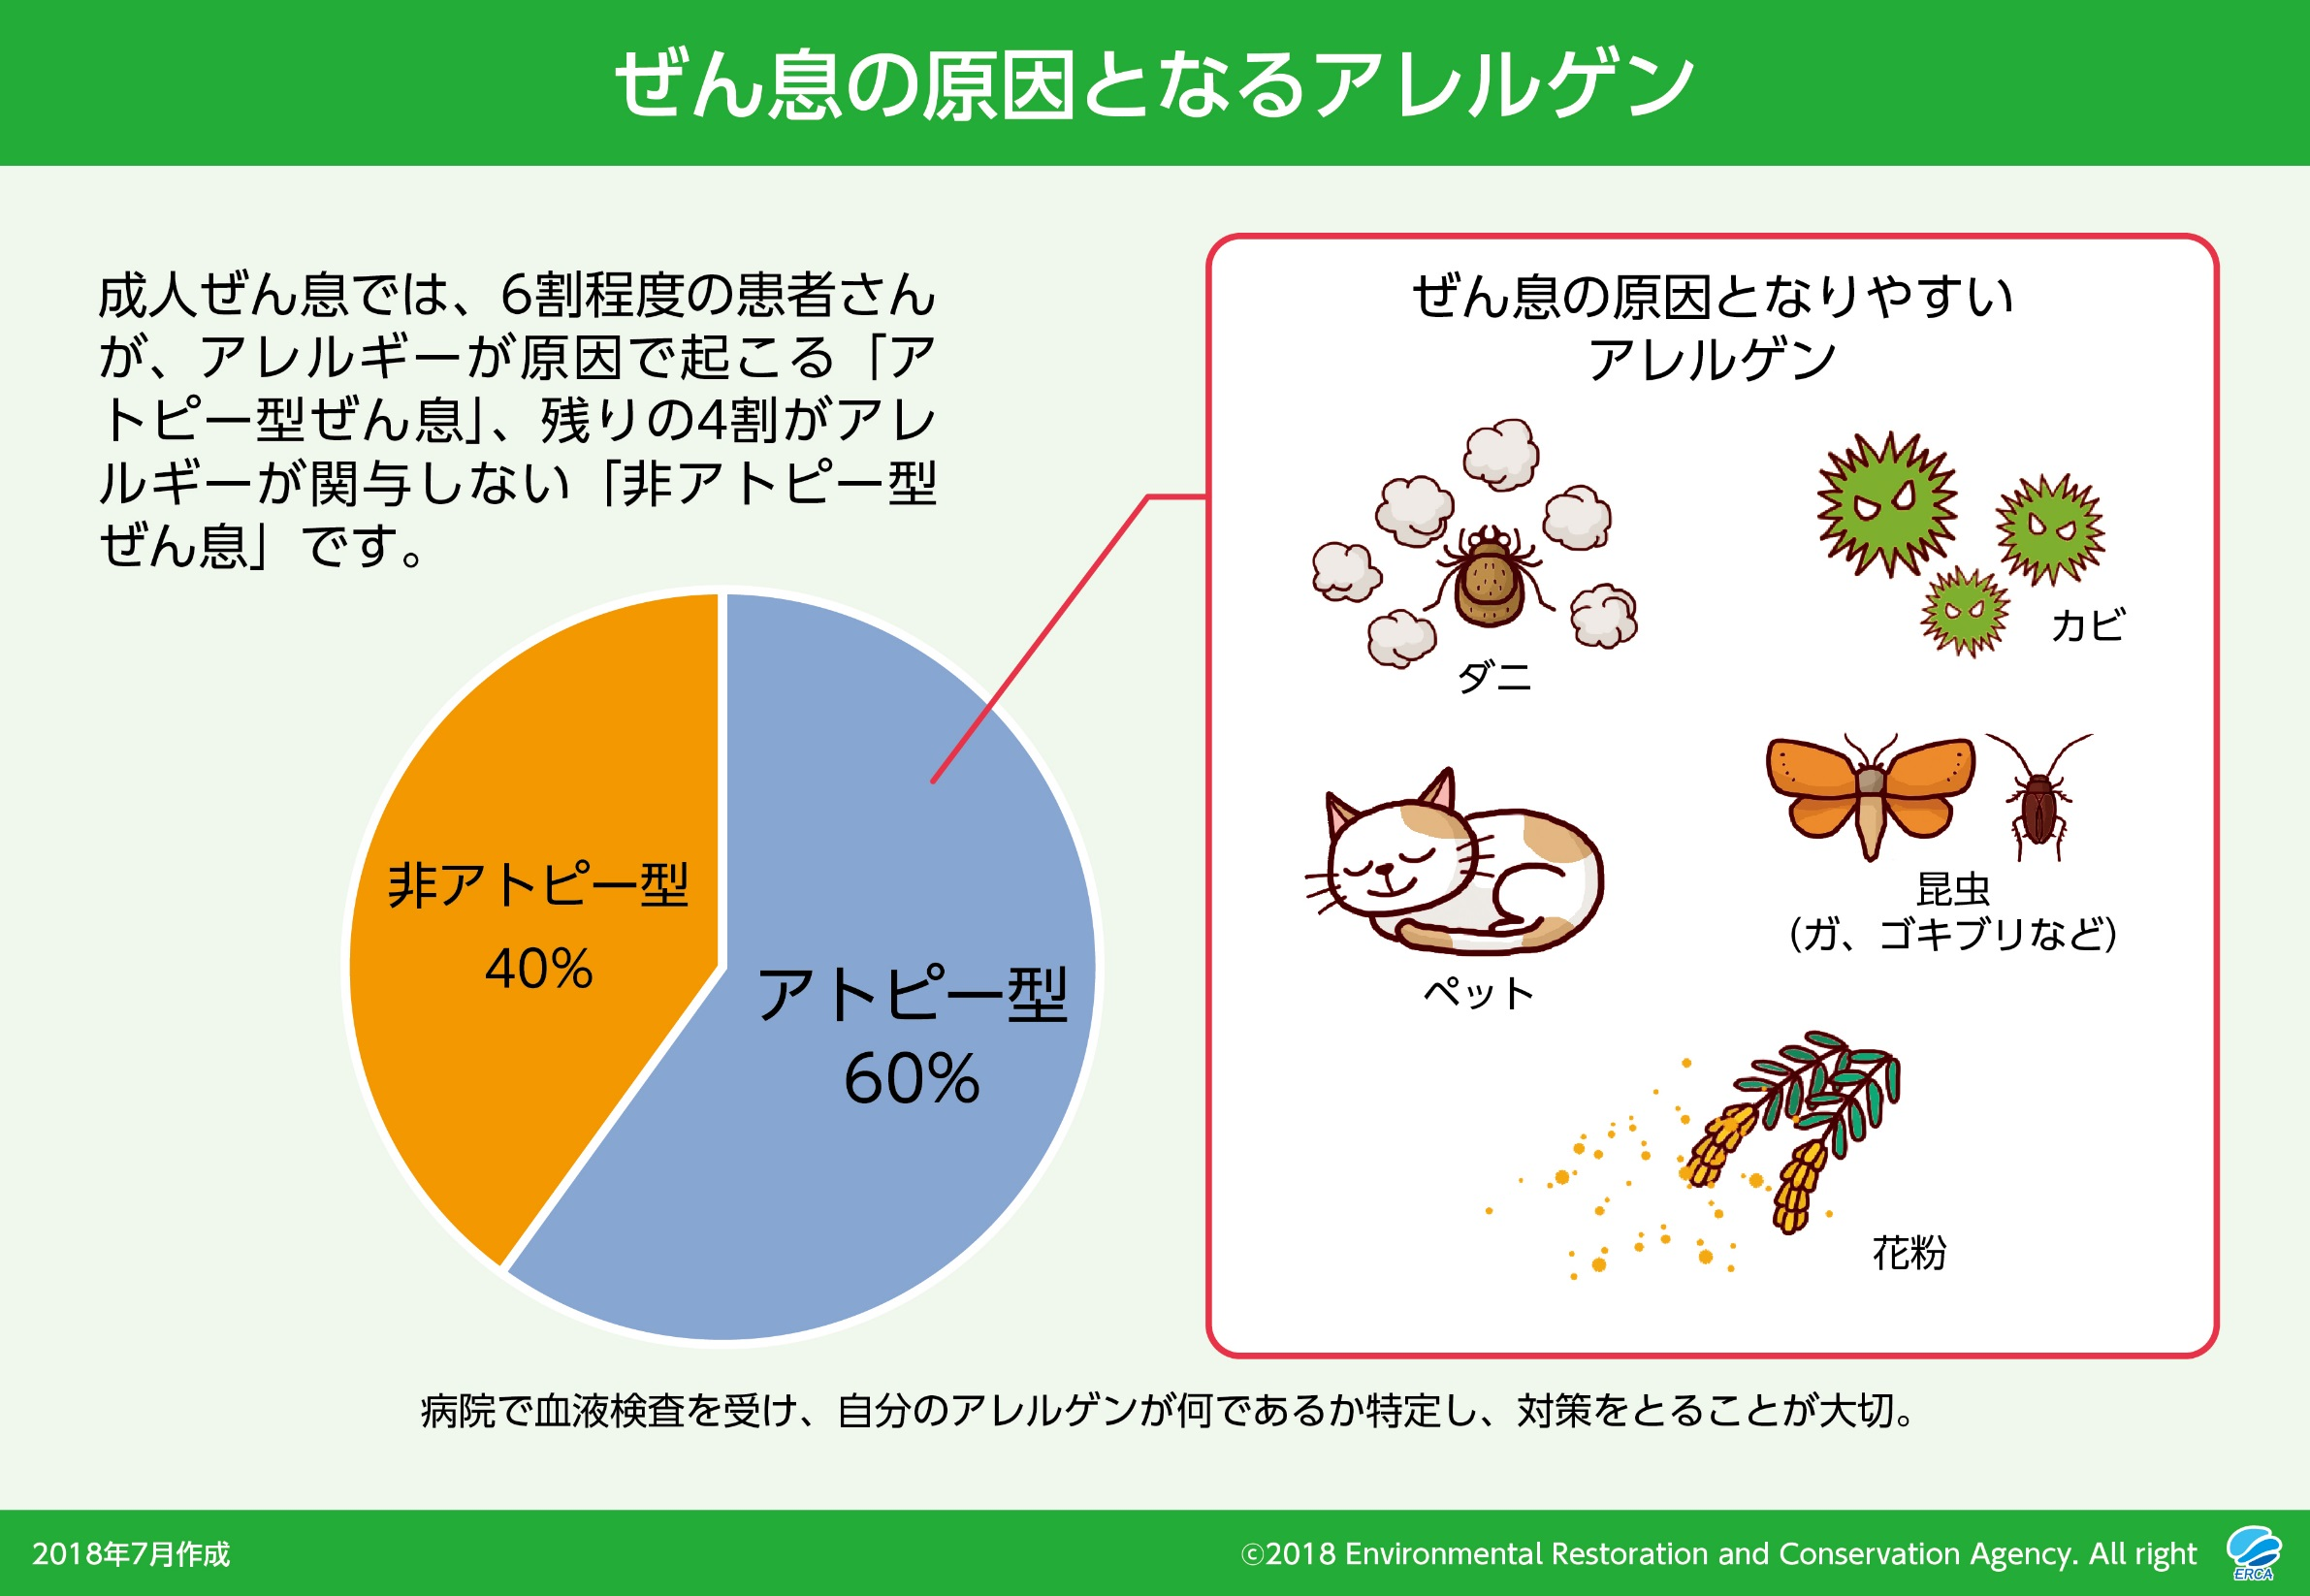 ぜん息の原因となるアレルゲン
成人ぜん息では、6割程度の患者さん
が、アレルギーが原因で起こる「ア
トピー型ぜん息」、残りの4割がアレ
ルギーが関与しない「非アトピー型
ぜん息」です。
非アトピー型
40%
アトピー型
60%
ぜん息の原因となりやすい
アレルゲン
ダニ
カビ
ペット
昆虫
（ガ、ゴキブリなど）
花粉
病院で血液検査を受け、自分のアレルゲンが何であるか特定し、対策をとることが大切。
2018年7月作成
©2018 Environmental Restoration and Conservation Agency. All right
ERCA